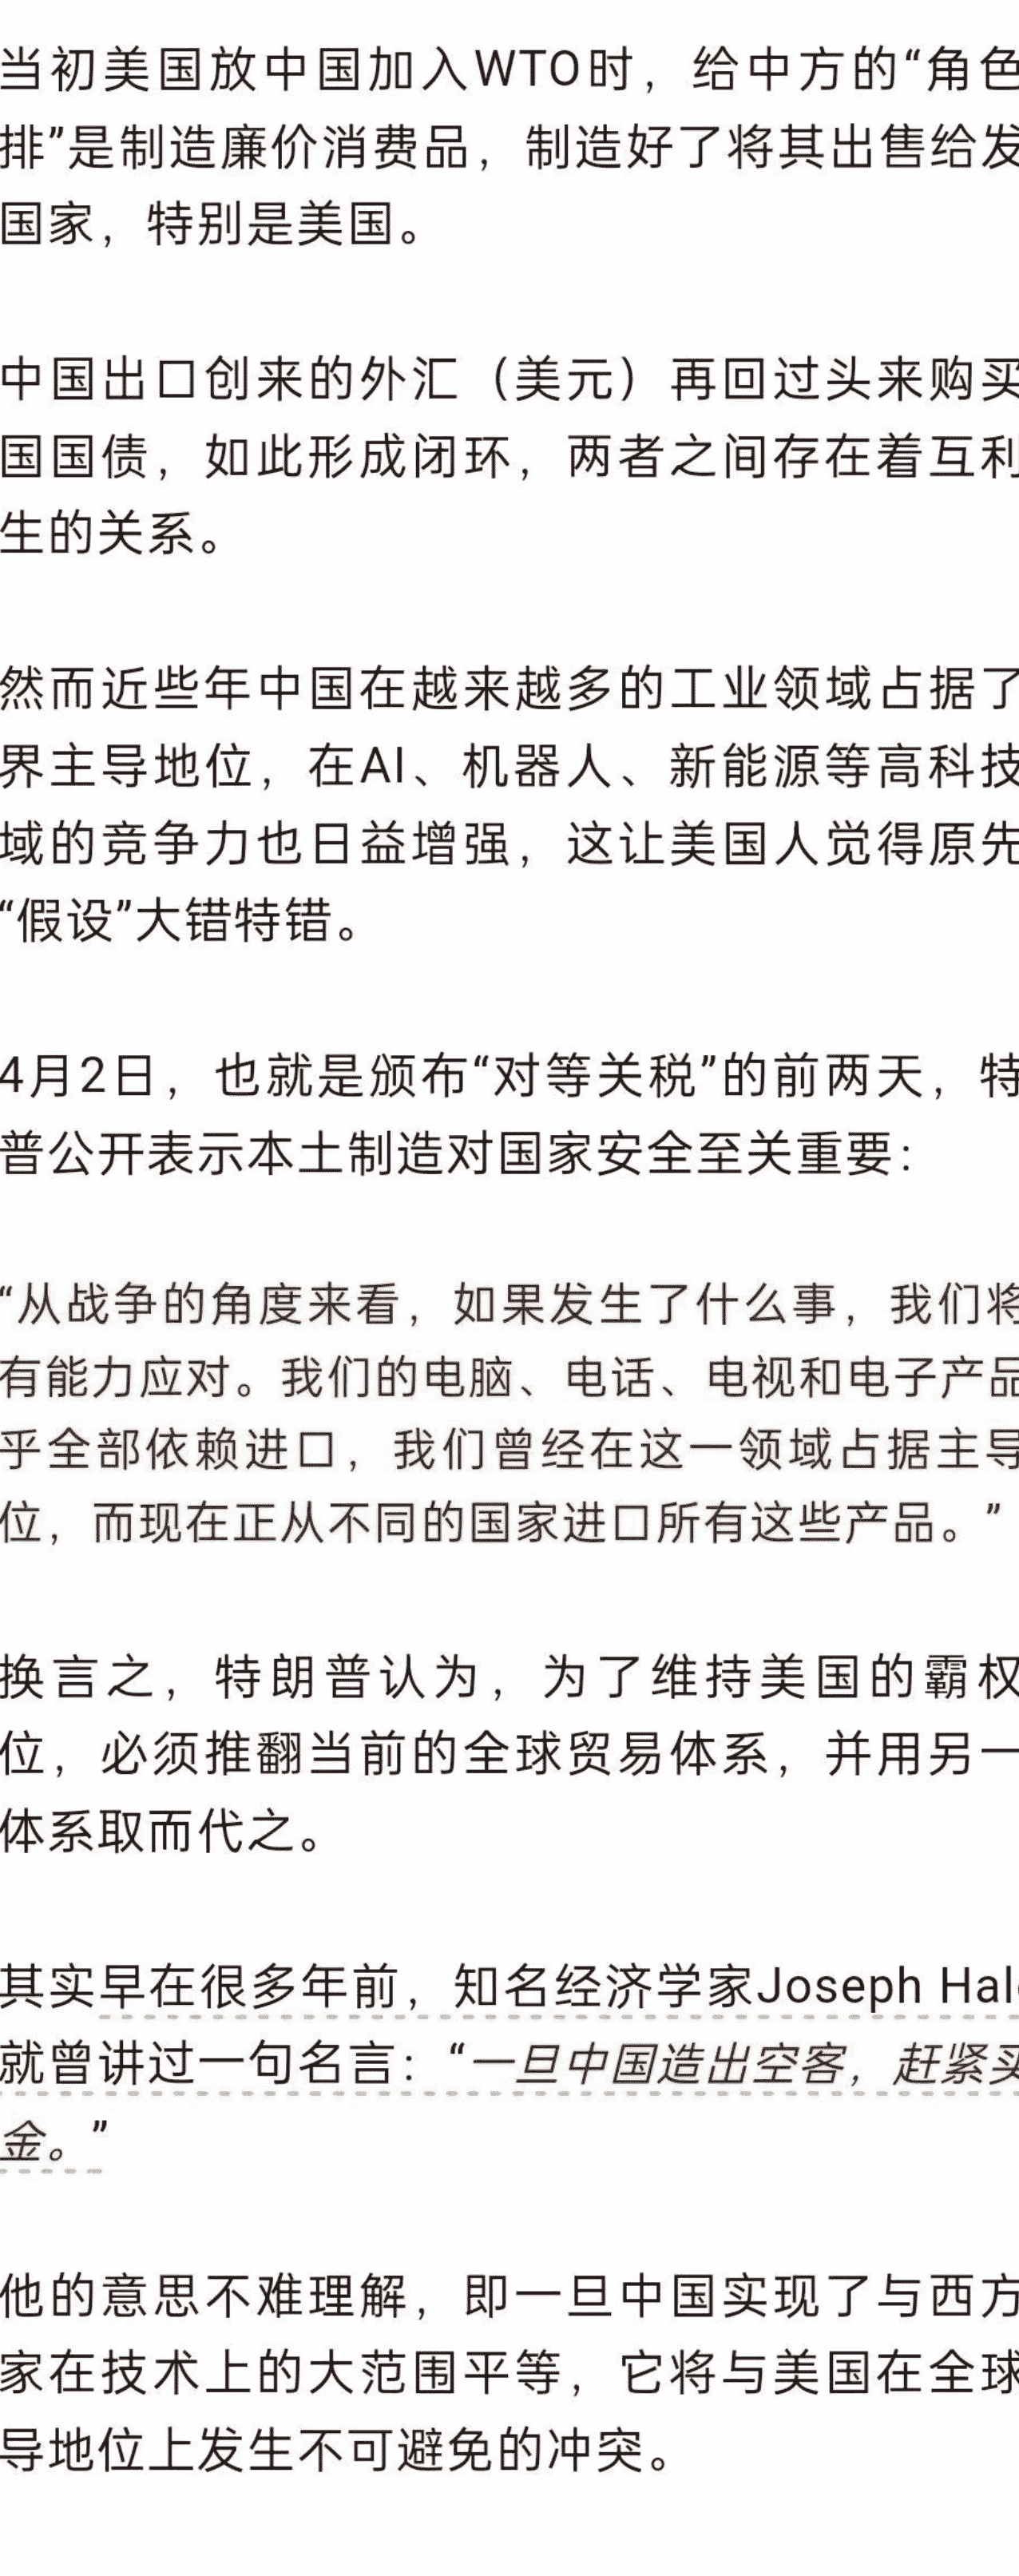 当初美国放中国加入WTO时，给中方的“角色
排”是制造廉价消费品，制造好了将其出售给发
国家，特别是美国。
中国出口创来的外汇（美元）再回过头来购买
国国债，如此形成闭环，两者之间存在着互利
生的关系。
然而近些年中国在越来越多的工业领域占据了
界主导地位，在AI、机器人、新能源等高科技
域的竞争力也日益增强，这让美国人觉得原先
“假设”大错特错。
4月2日，也就是颁布“对等关税”的前两天，特
普公开表示本土制造对国家安全至关重要：
“从战争的角度来看，如果发生了什么事，我们将
有能力应对。我们的电脑、电话、电视和电子产品
乎全部依赖进口，我们曾经在这一领域占据主导
位，而现在正从不同的国家进口所有这些产品。”
换言之，特朗普认为，为了维持美国的霸权
位，必须推翻当前的全球贸易体系，并用另一
体系取而代之。
其实早在很多年前，知名经济学家Joseph Hal
就曾讲过一句名言：“一旦中国造出空客，赶紧买
金。”
他的意思不难理解，即一旦中国实现了与西方
家在技术上的大范围平等，它将与美国在全球
导地位上发生不可避免的冲突。